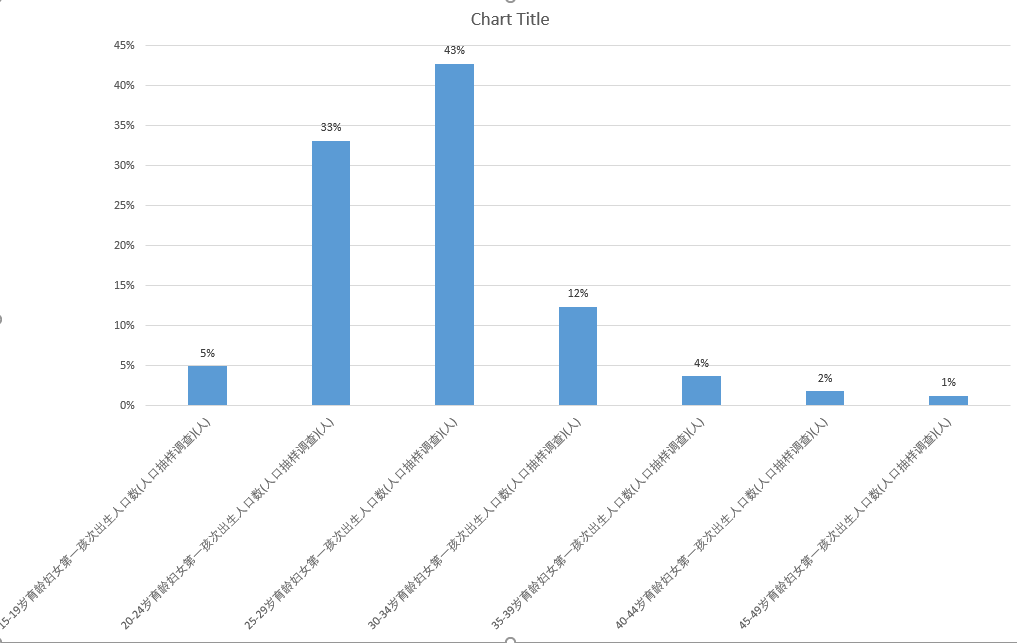 Chart Title
45%
40%
35%
30%
25%
20%
15%
10%
5%
0%
5%
33%
43%
12%
4%
2%
1%
15-19岁育龄妇女第一孩次出生人口数(人口抽样调查)(人)
20-24岁育龄妇女第一孩次出生人口数(人口抽样调查)(人)
25-29岁育龄妇女第一孩次出生人口数(人口抽样调查)(人)
30-34岁育龄妇女第一孩次出生人口数(人口抽样调查)(人)
35-39岁育龄妇女第一孩次出生人口数(人口抽样调查)(人)
40-44岁育龄妇女第一孩次出生人口数(人口抽样调查)(人)
45-49岁育龄妇女第一孩次出生人口数(人口抽样调查)(人)